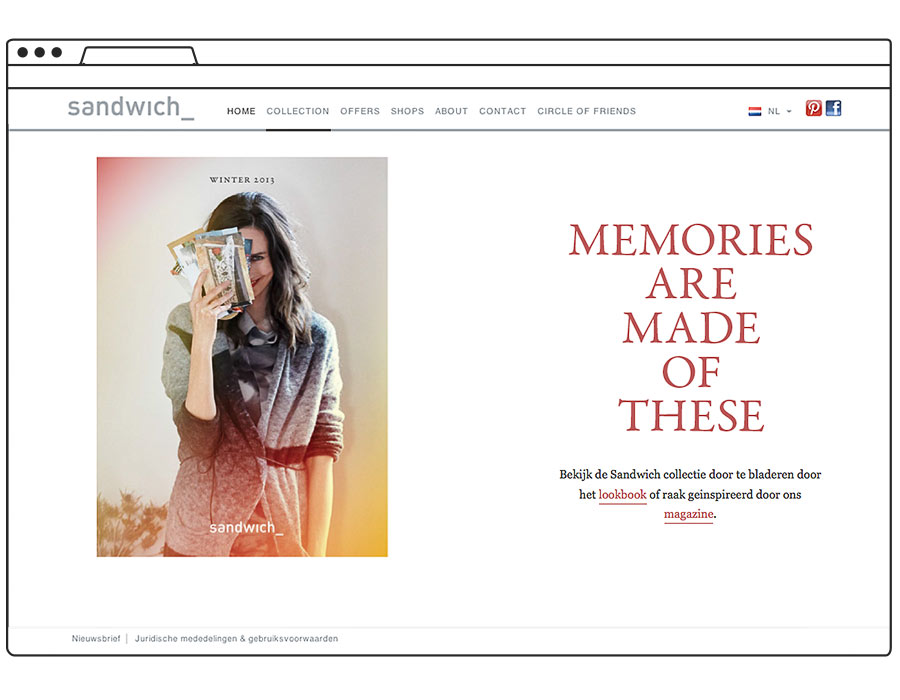 sandwich_
HOME COLLECTION OFFERS SHOPS ABOUT CONTACT CIRCLE OF FRIENDS
NL
WINTER 2013
sandwich_
MEMORIES
ARE
MADE
OF
THESE
Bekijk de Sandwich collectie door te bladeren door
het lookbook of raak geinspireerd door ons
magazine.
Nieuwsbrief | Juridische mededelingen & gebruiksvoorwaarden